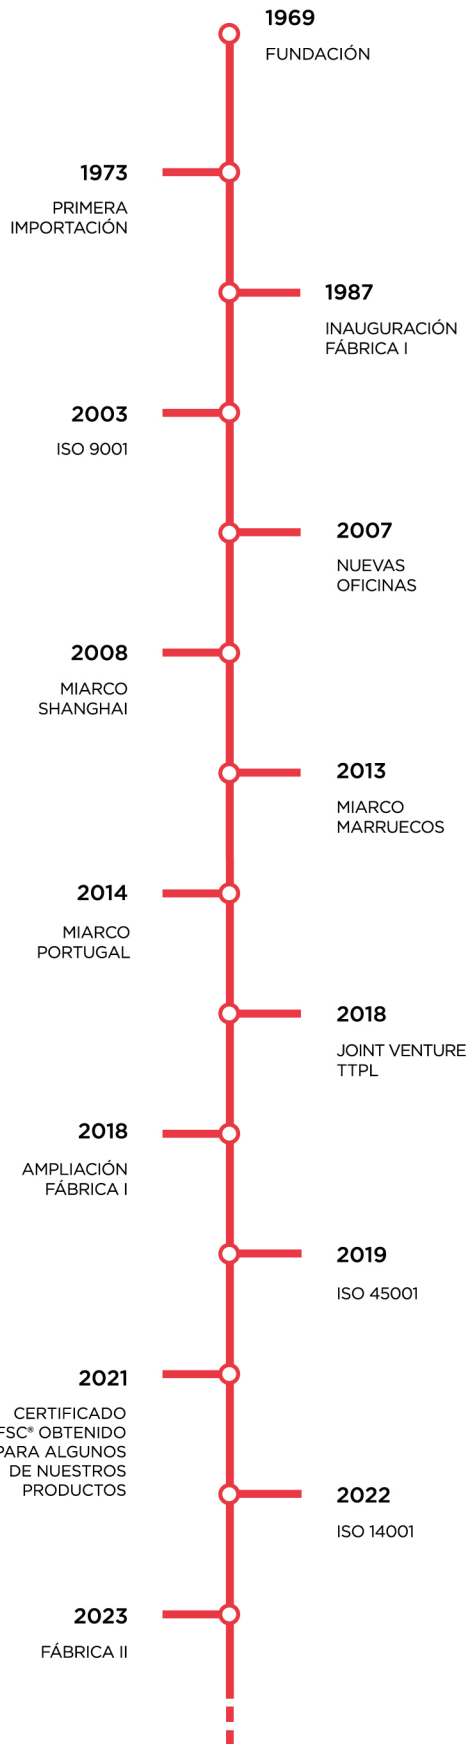 1969
FUNDACIÓN
1973
PRIMERA
IMPORTACIÓN
1987
INAUGURACIÓN
FÁBRICA I
2003
ISO 9001
2007
NUEVAS
OFICINAS
2008
MIARCO
SHANGHAI
2013
MIARCO
MARRUECOS
2014
MIARCO
PORTUGAL
2018
JOINT VENTURE
TTPL
2018
AMPLIACIÓN
FÁBRICA I
2019
ISO 45001
2021
CERTIFICADO
FSC® OBTENIDO
PARA ALGUNOS
DE NUESTROS
PRODUCTOS
2022
ISO 14001
2023
FÁBRICA II